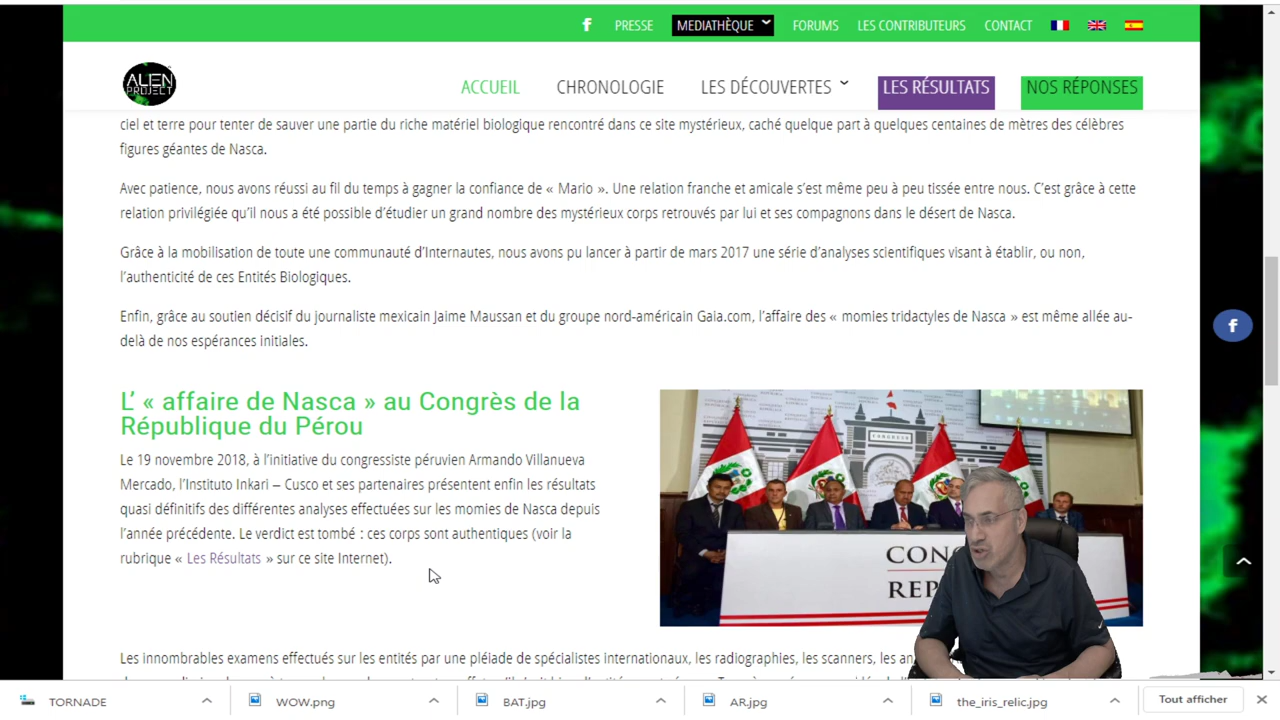 PRESSE MEDIATHÈQUE FORUMS LES CONTRIBUTEURS CONTACT
ALIEN
PROJECT
ACCUEIL CHRONOLOGIE LES DÉCOUVERTES LES RÉSULTATS NOS RÉPONSES
ciel et terre pour tenter de sauver une partie du riche matériel biologique rencontré dans ce site mystérieux, caché quelque part à quelques centaines de mètres des célèbres
figures géantes de Nasca.
Avec patience, nous avons réussi au fil du temps à gagner la confiance de « Mario ». Une relation franche et amicale s'est même peu à peu tissée entre nous. C'est grâce à cette
relation privilégiée qu'il nous a été possible d'étudier un grand nombre des mystérieux corps retrouvés par lui et ses compagnons dans le désert de Nasca.
Grâce à la mobilisation de toute une communauté d'Internautes, nous avons pu lancer à partir de mars 2017 une série d'analyses scientifiques visant à établir, ou non,
l'authenticité de ces Entités Biologiques.
Enfin, grâce au soutien décisif du journaliste mexicain Jaime Maussan et du groupe nord-américain Gaia.com, l'affaire des « momies tridactyles de Nasca » est même allée au-
delà de nos espérances initiales.
L' « affaire de Nasca » au Congrès de la
République du Pérou
Le 19 novembre 2018, à l'initiative du congressiste péruvien Armando Villanueva
Mercado, l'Instituto Inkari – Cusco et es partenaires présentent enfin les résultats
quasi définitifs des différentes analyses effectuées sur les momies de Nasca depuis
l'année précédente. Le verdict est tombé : ces corps sont authentiques (voir la
rubrique « Les Résultats » sur ce site Internet).
CONGRESO
CON
REP
Les innombrables examens effectués sur les entités par une pléiade de spécialistes internationaux, les radiographies, les scanners, les an
TORNADE WOW.png BAT.jpg AR.jpg the_iris_relic.jpg Tout afficher